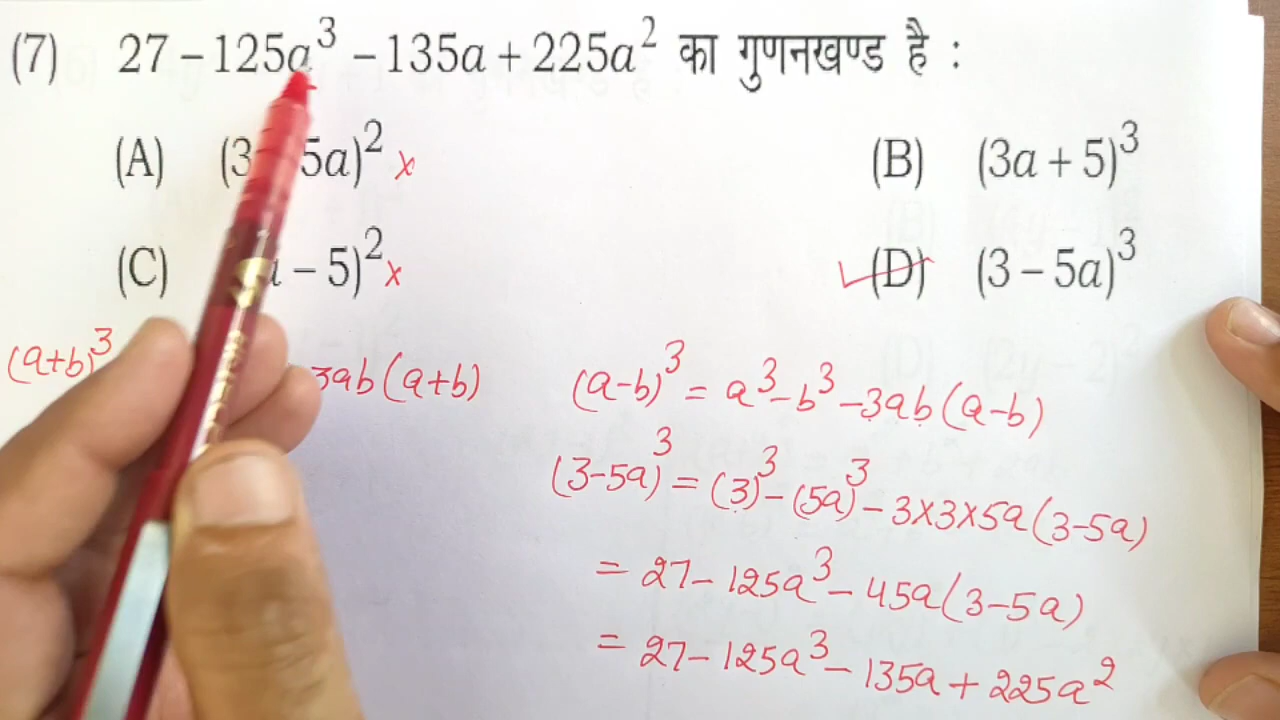 (7) 27 – 125a³ – 135a + 225a² का गुणनखण्ड है :
(A) (3 5a)² ×
(B) (3a + 5)³
(C) – 5)² ×
(D) (3 – 5a)³
(a+b)³ 3ab(a+b)
(a-b)³ = a³-b³-3ab(a-b)
(3-5a)³ = (3)³-(5a)³-3×3×5a(3-5a)
= 27-125a³-45a(3-5a)
= 27-125a³-135a+225a²